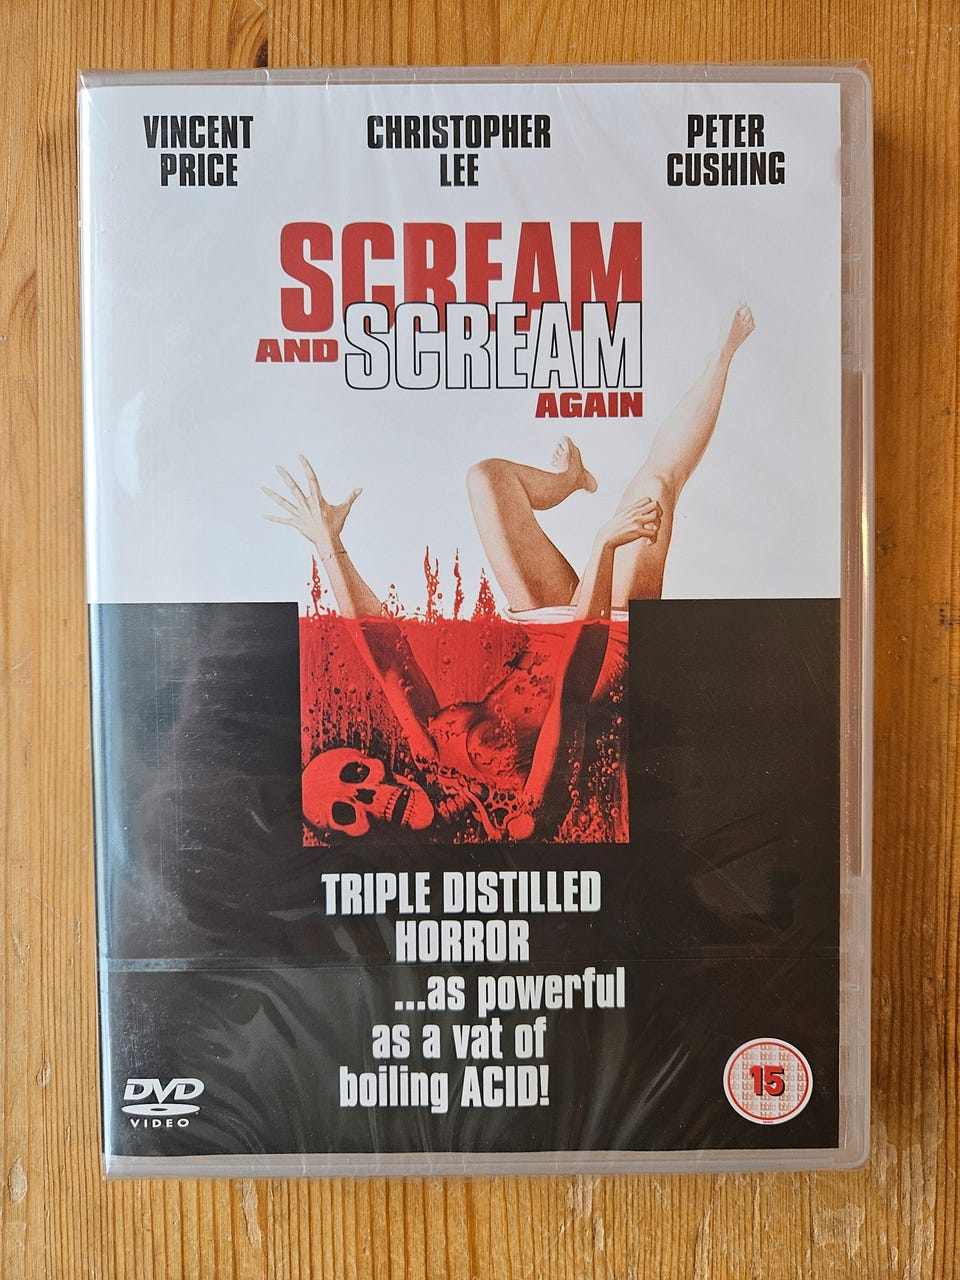 VINCENT
PRICE
CHRISTOPHER
LEE
PETER
CUSHING
SCREAM
AND SCREAM
AGAIN
TRIPLE DISTILLED
HORROR
...as powerful
as a vat of
boiling ACID!
DVD
VIDEO
15